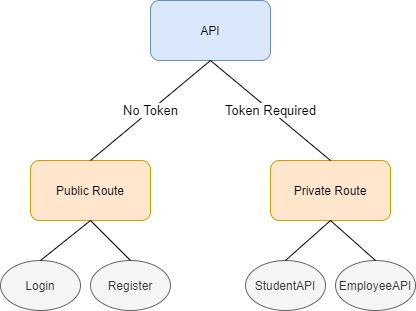 API
No Token
Token Required
Public Route
Private Route
Login
Register
StudentAPI
EmployeeAPI